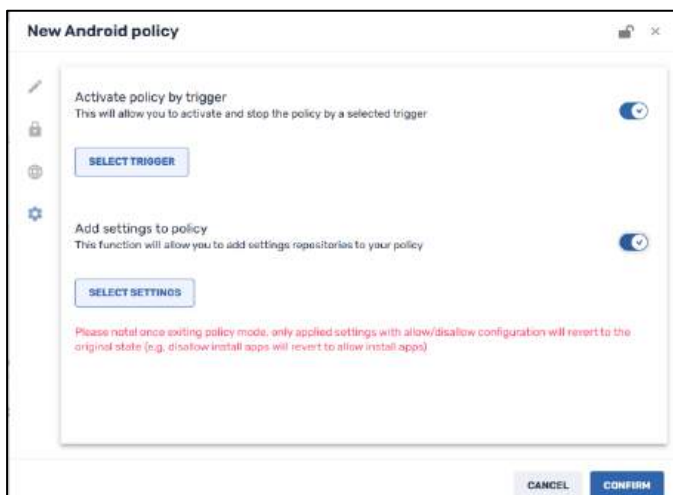 New Android policy
Activate policy by trigger
This will allow you to activate and stop the policy by a selected trigger
SELECT TRIGGER
Add settings to policy
This function will allow you to add settings repositories to your policy
SELECT SETTINGS
Please note! once exiting policy mode, only applied settings with allow/disallow configuration will revert to the
original state (e.g. disallow install apps will revert to allow install apps)
CANCEL
CONFIRM